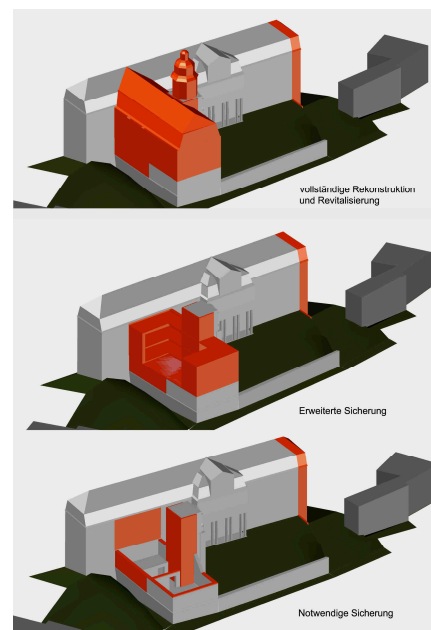 vollständige Rekonstruktion
und Revitalisierung
Erweiterte Sicherung
Notwendige Sicherung